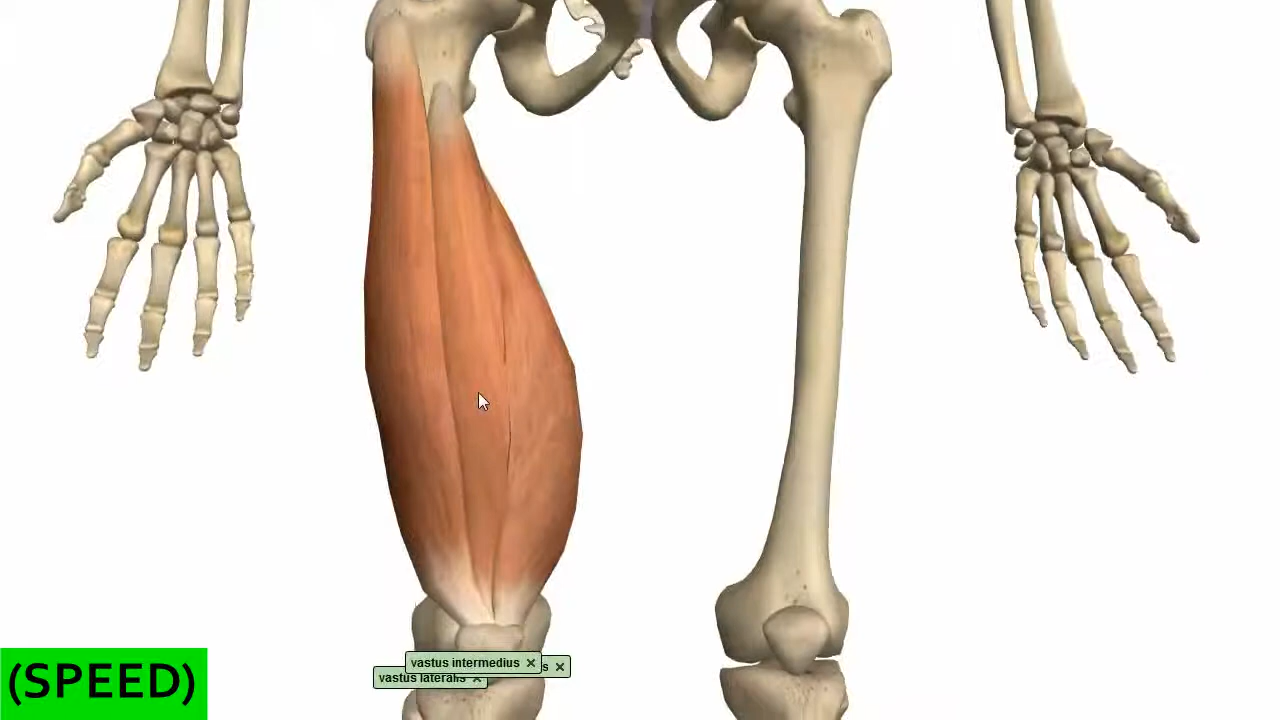 vastus intermedius ✕
s ✕
vastus lateralis ✕
(SPEED)